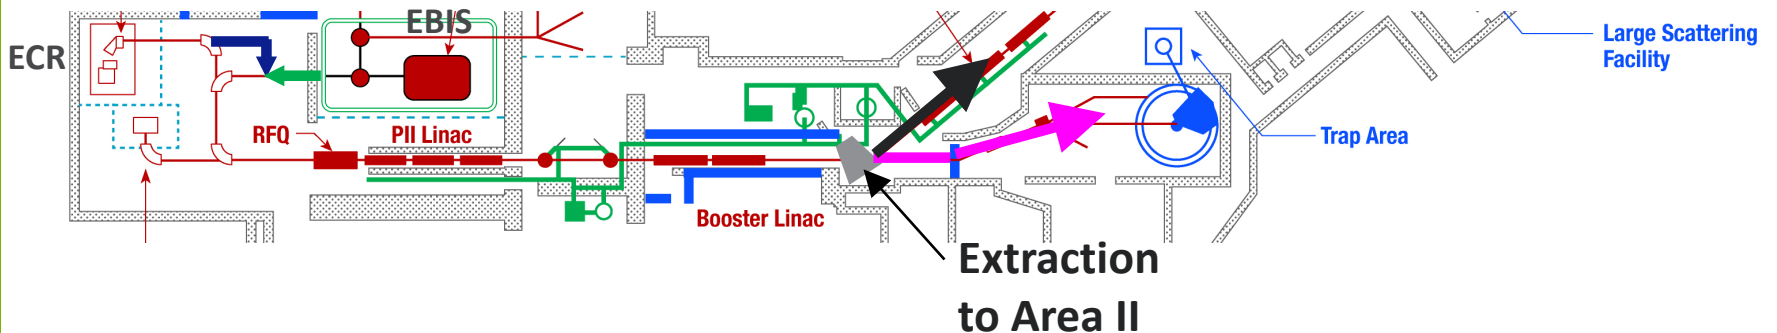 EBIS
ECR
Large Scattering
Facility
RFQ
PII Linac
Trap Area
Booster Linac
Extraction
to Area II